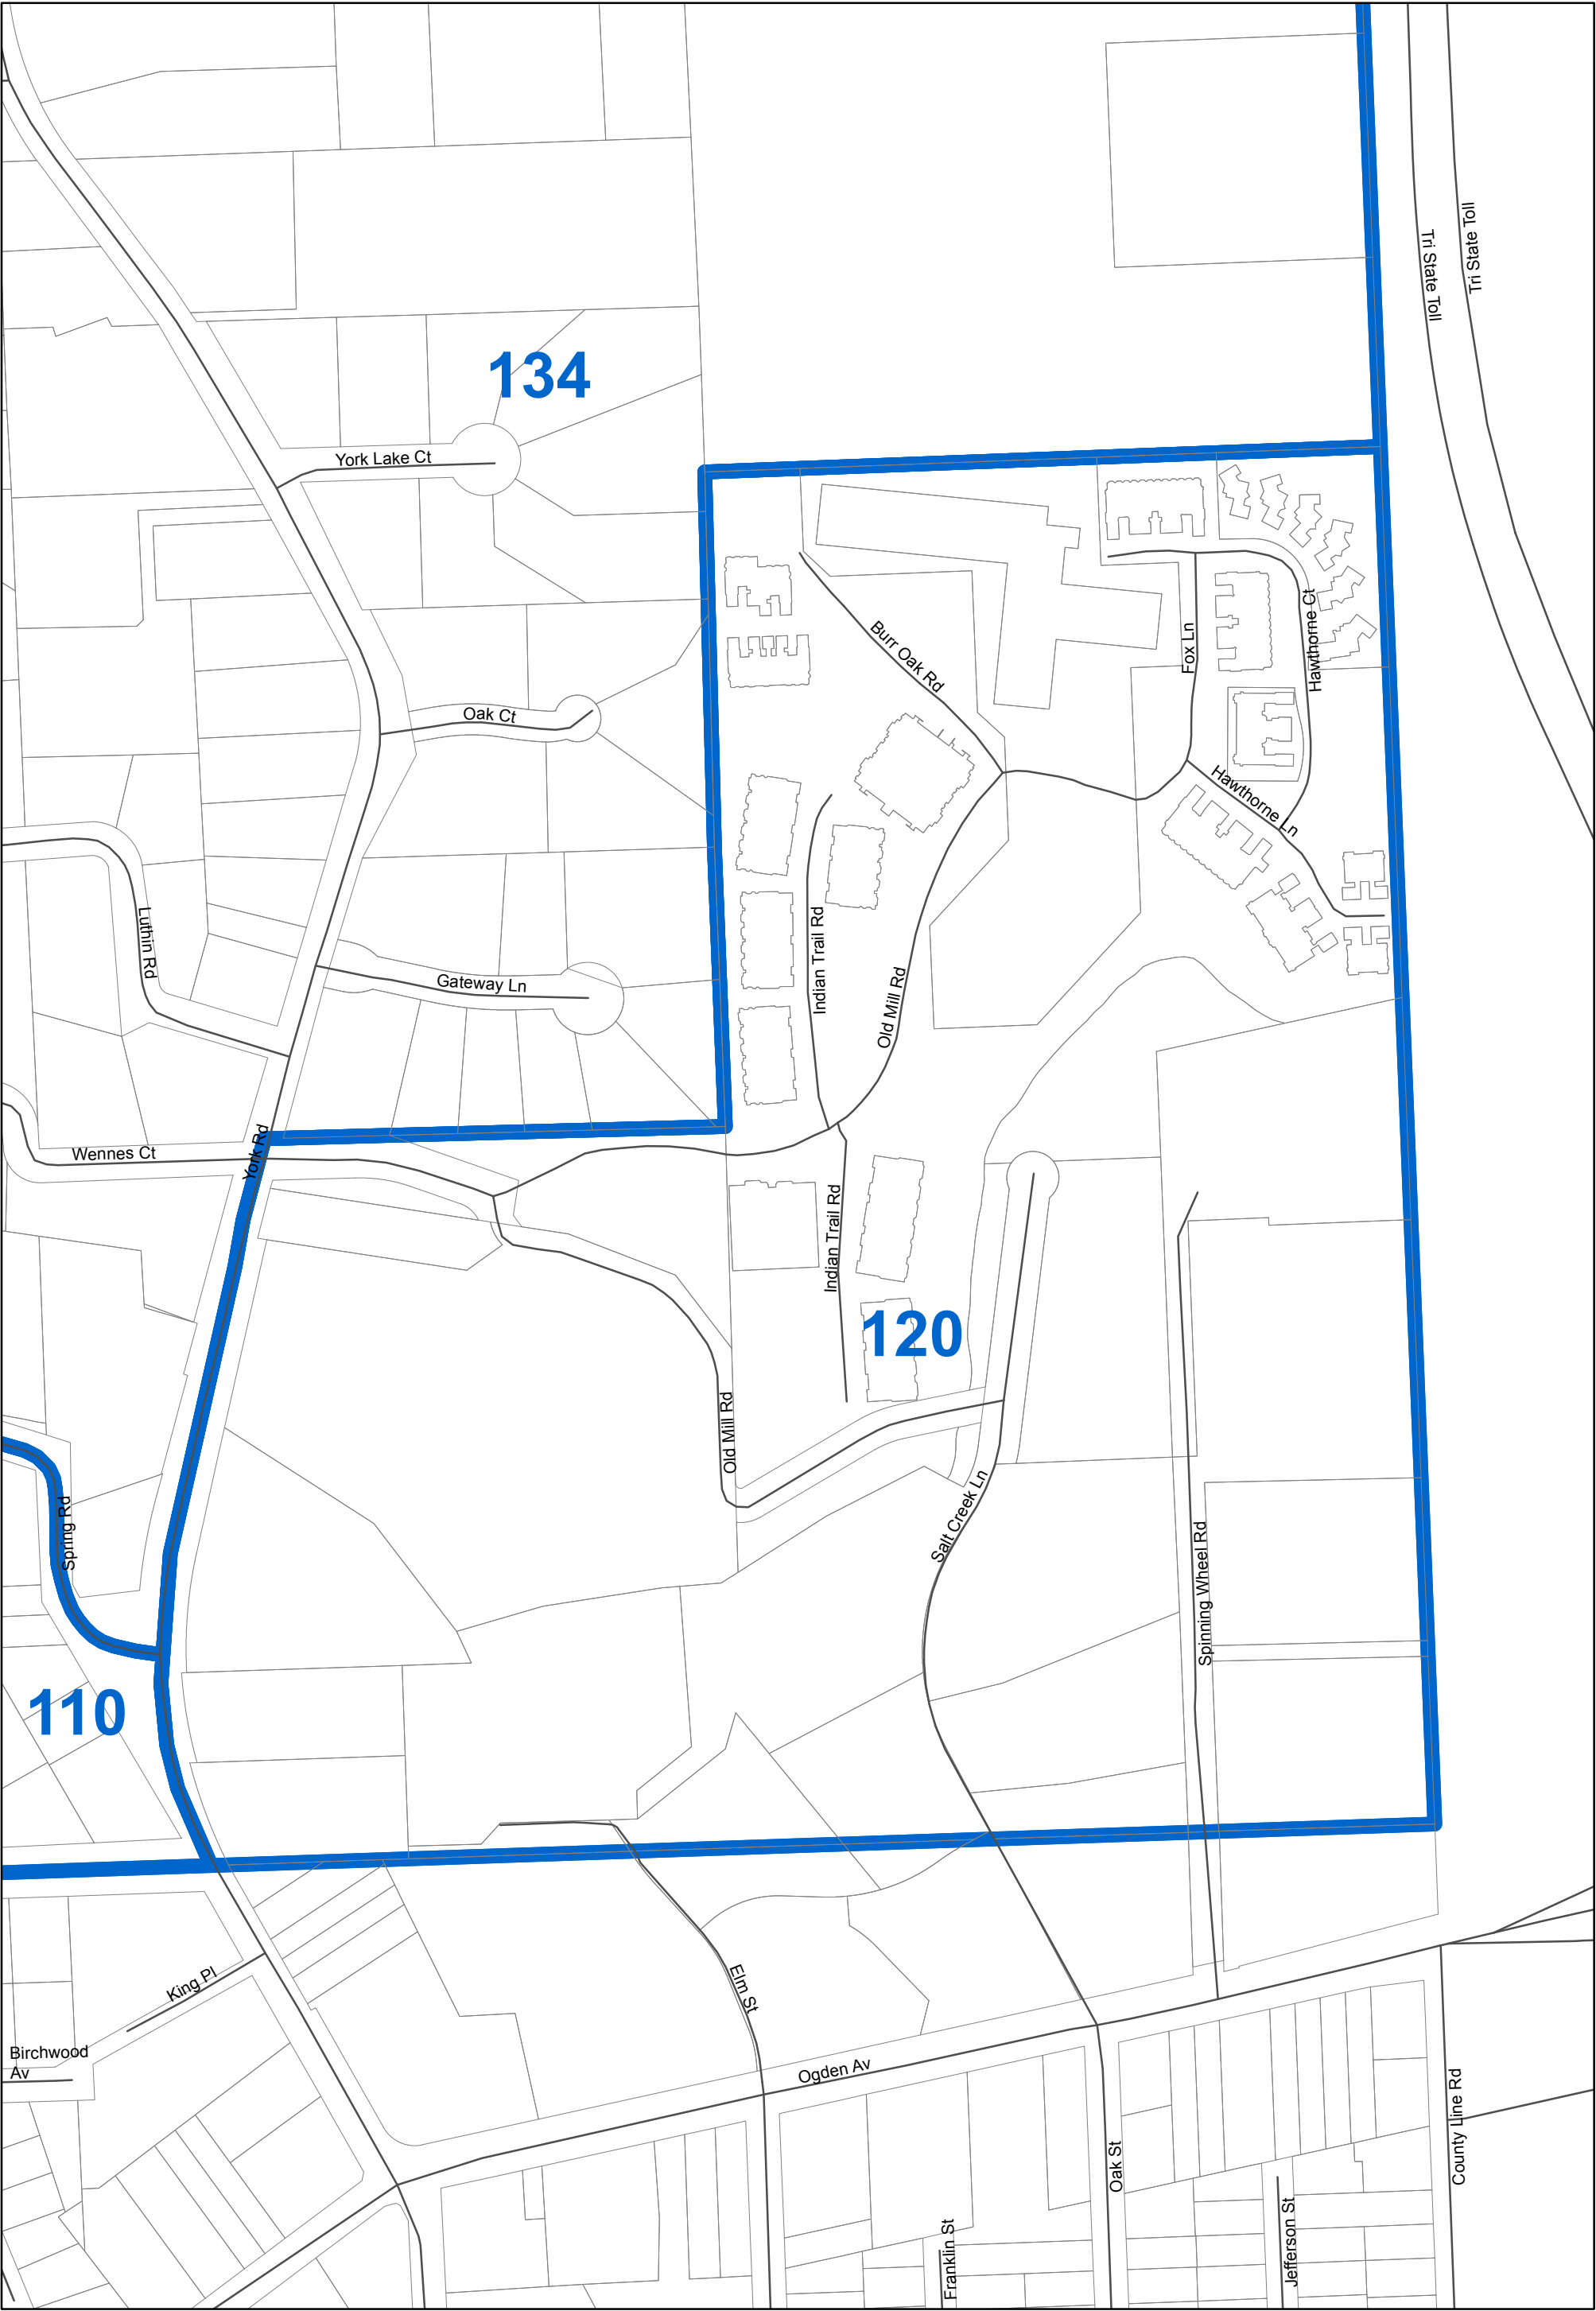 Tri State Toll
Tri State Toll
134
York Lake Ct
Burr Oak Rd
Fox Ln
Hawthorne Ct
Oak Ct
Hawthorne Ln
Luthin Rd
Indian Trail Rd
Gateway Ln
Old Mill Rd
Wennes Ct
York Rd
Indian Trail Rd
120
Old Mill Rd
Spring Rd
Salt Creek Ln
Spinning Wheel Rd
110
King Pl
Elm St
Birchwood
Av
Ogden Av
Oak St
County Line Rd
Franklin St
Jefferson St